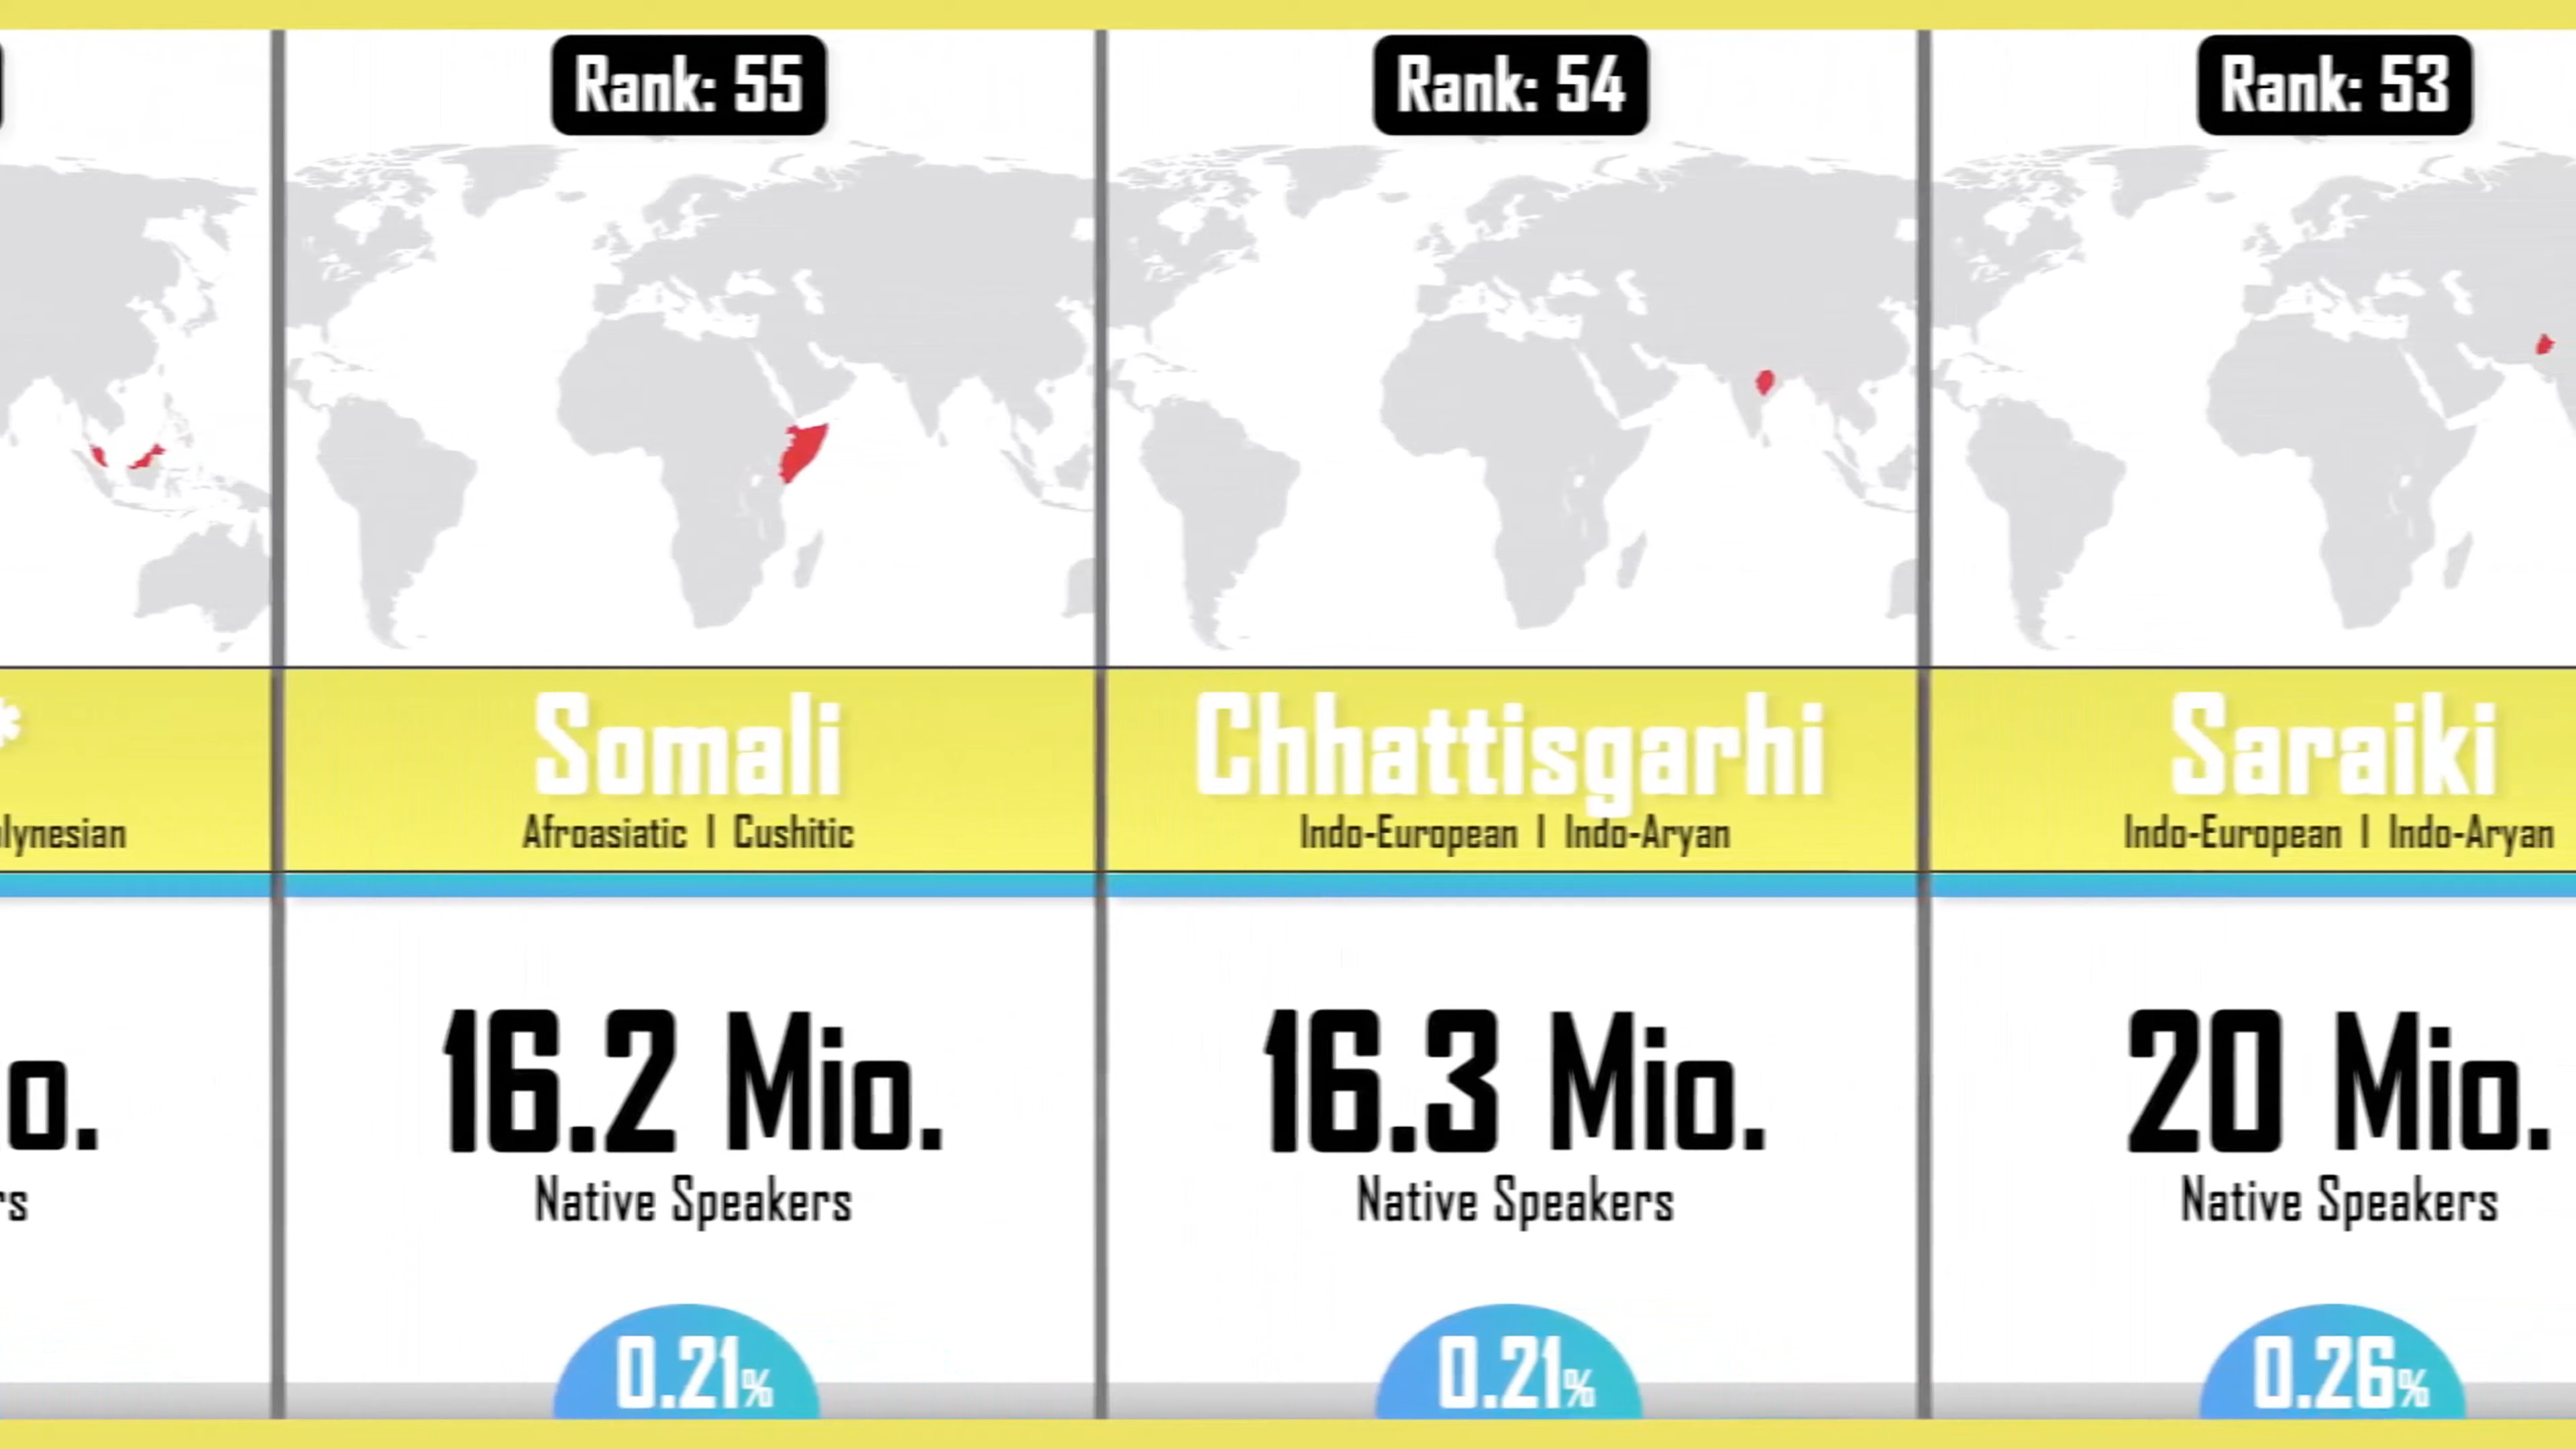 Rank: 55
Rank: 54
Rank: 53
*
Somali
Chhattisgarhi
Saraiki
Afroasiatic | Cushitic
Indo-European | Indo-Aryan
Indo-European | Indo-Aryan
16.2 Mio.
Native Speakers
16.3 Mio.
Native Speakers
20 Mio.
Native Speakers
0.21%
0.21%
0.26%